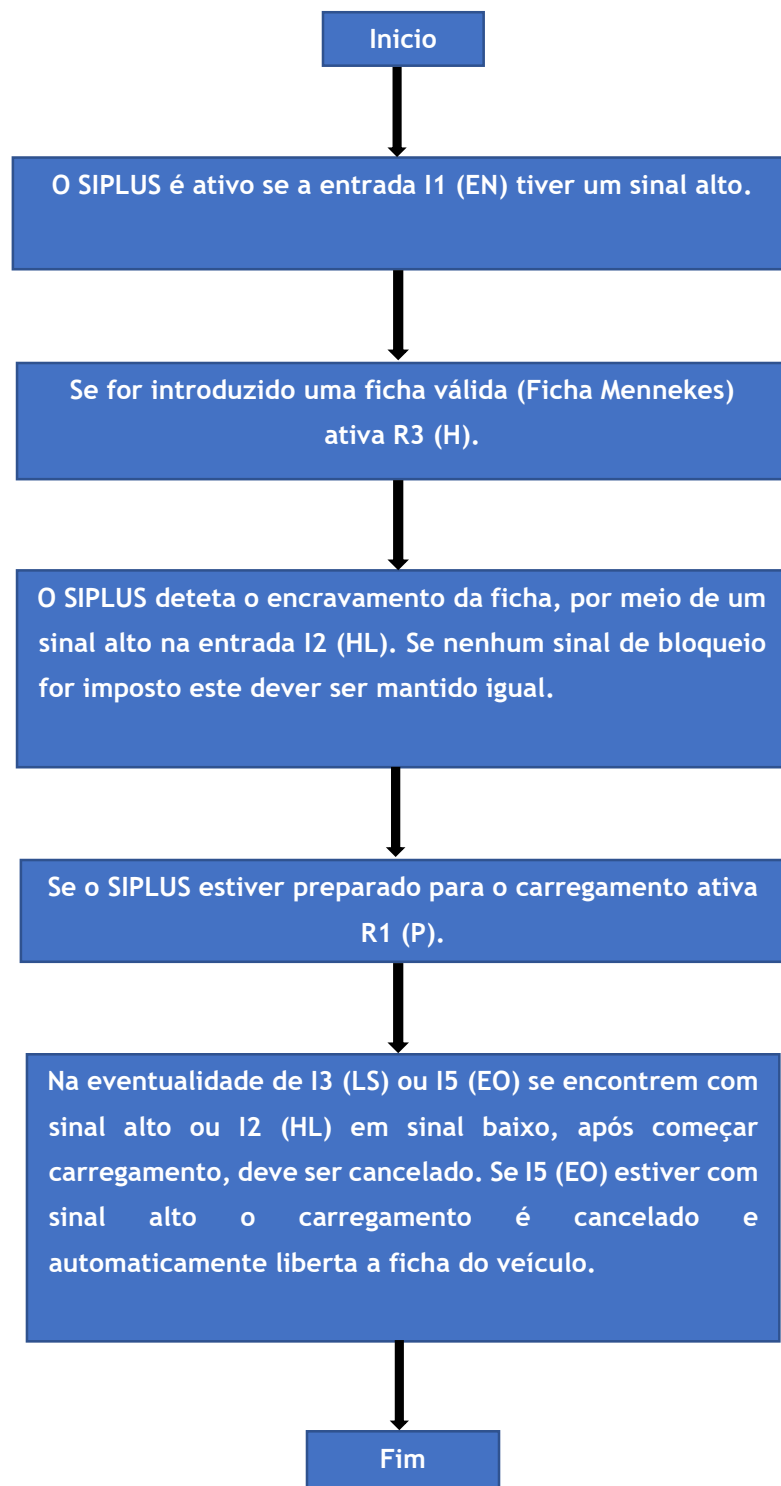 Inicio
O SIPLUS é ativo se a entrada I1 (EN) tiver um sinal alto.
Se for introduzido uma ficha válida (Ficha Mennekes)
ativa R3 (H).
O SIPLUS deteta o encravamento da ficha, por meio de um
sinal alto na entrada I2 (HL). Se nenhum sinal de bloqueio
for imposto este dever ser mantido igual.
Se o SIPLUS estiver preparado para o carregamento ativa
R1 (P).
Na eventualidade de I3 (LS) ou I5 (EO) se encontrem com
sinal alto ou I2 (HL) em sinal baixo, após começar
carregamento, deve ser cancelado. Se I5 (EO) estiver com
sinal alto o carregamento é cancelado e
automaticamente liberta a ficha do veículo.
Fim